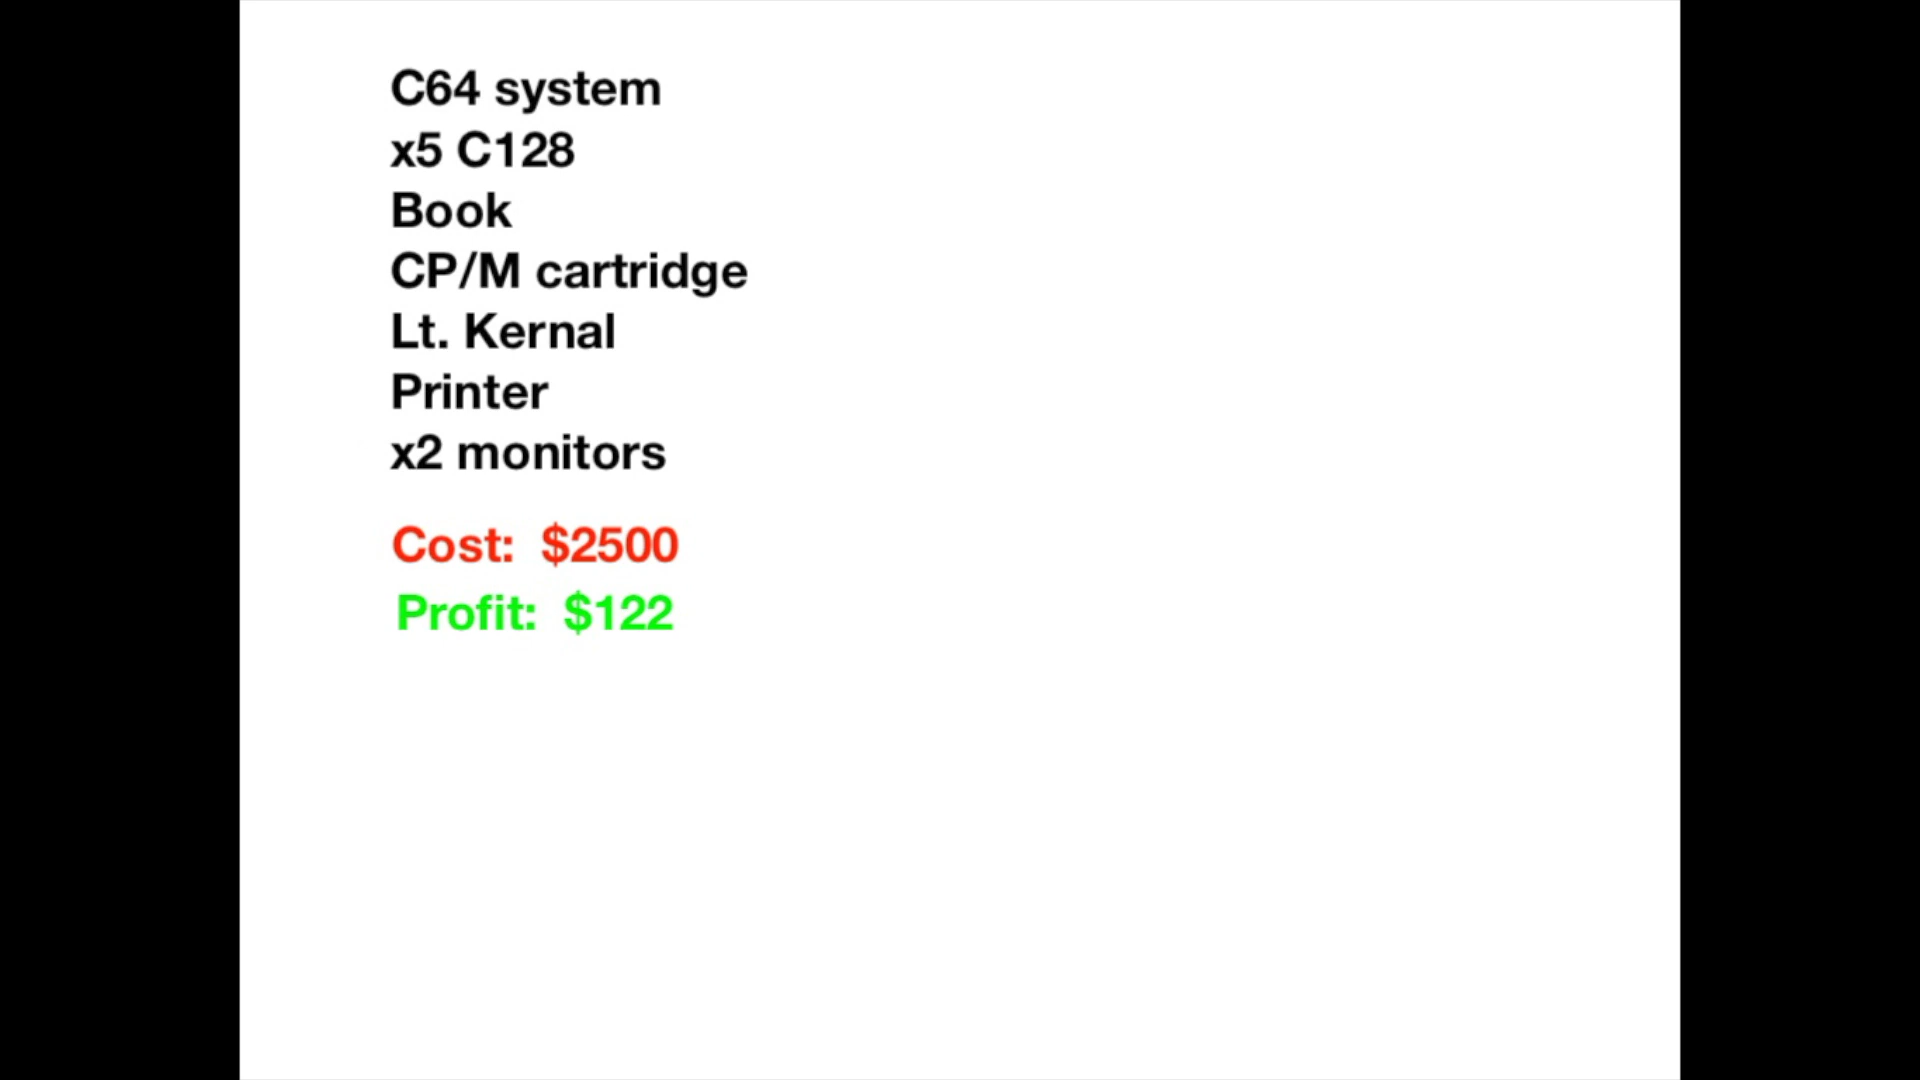 C64 system
x5 C128
Book
CP/M cartridge
Lt. Kernal
Printer
x2 monitors
Cost: $2500
Profit: $122